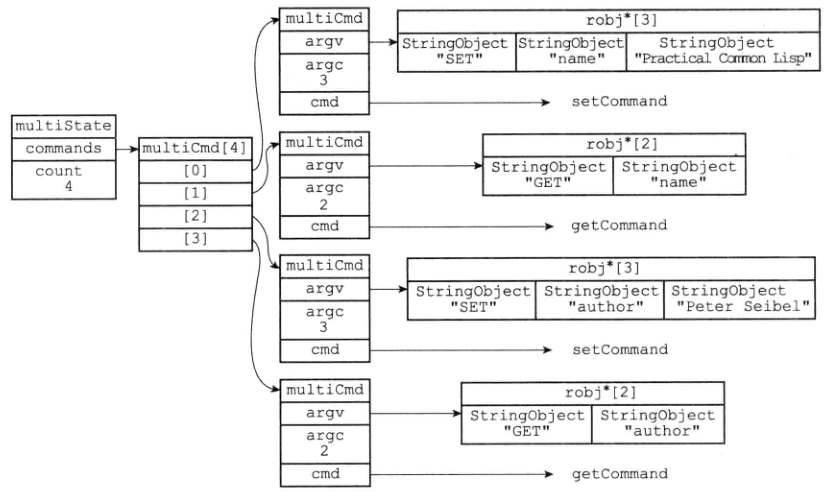 multiState
commands
count
4
multiCmd[4]
[0]
[1]
[2]
[3]
multiCmd
argv
argc
3
cmd
robj*[3]
StringObject StringObject StringObject
"SET" "name" "Practical Common Lisp"
setCommand
multiCmd
argv
argc
2
cmd
robj*[2]
StringObject StringObject
"GET" "name"
getCommand
multiCmd
argv
argc
3
cmd
robj*[3]
StringObject StringObject StringObject
"SET" "author" "Peter Seibel"
setCommand
multiCmd
argv
argc
2
cmd
robj*[2]
StringObject StringObject
"GET" "author"
getCommand